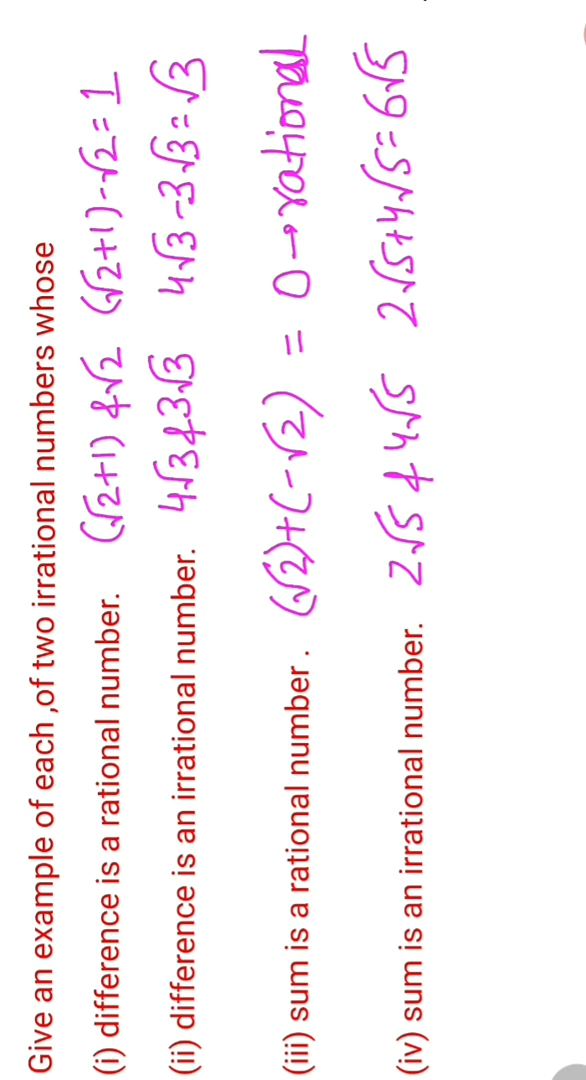 Give an example of each ,of two irrational numbers whose
(i) difference is a rational number. (√2+1) & √2 (√2+1)-√2 = 1
(ii) difference is an irrational number. 4√3 & 3√3 4√3 -3√3 = √3
(iii) sum is a rational number . (√2)+(-√2) = 0 → rational
(iv) sum is an irrational number. 2√5 & 4√5 2√5+4√5 = 6√5